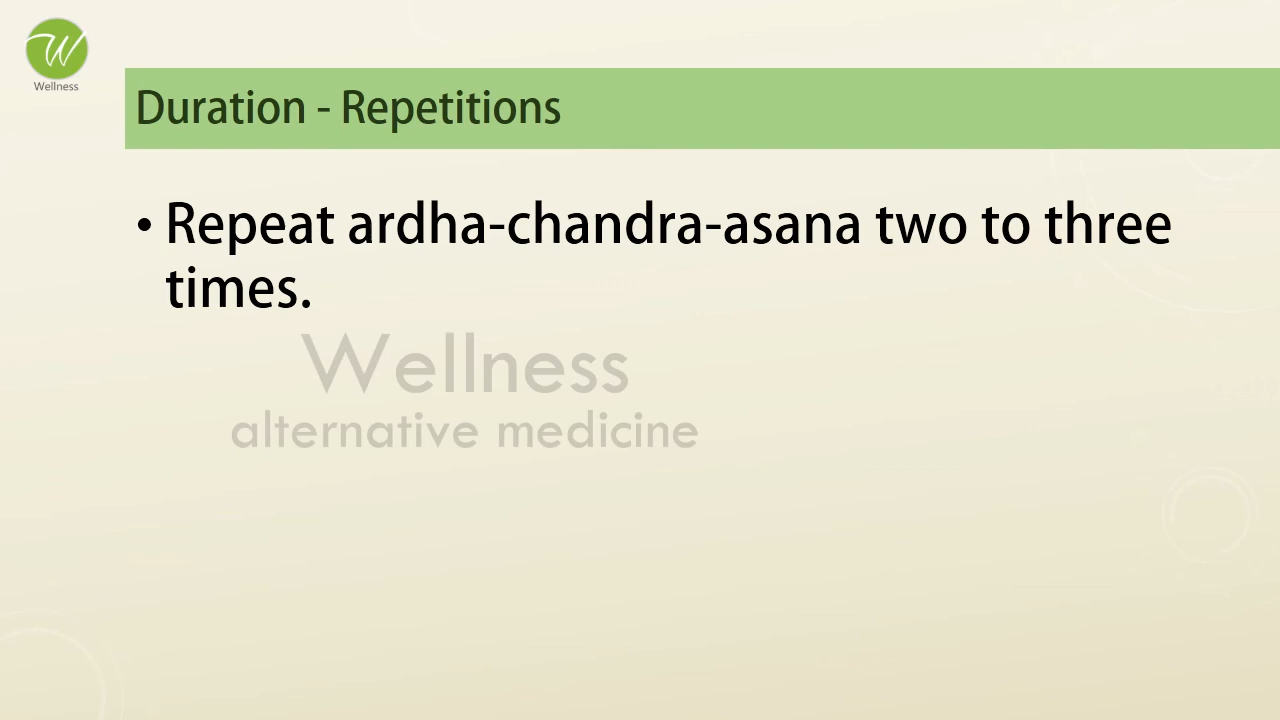 W
Wellness
Duration - Repetitions
• Repeat ardha-chandra-asana two to three
times.
Wellness
alternative medicine